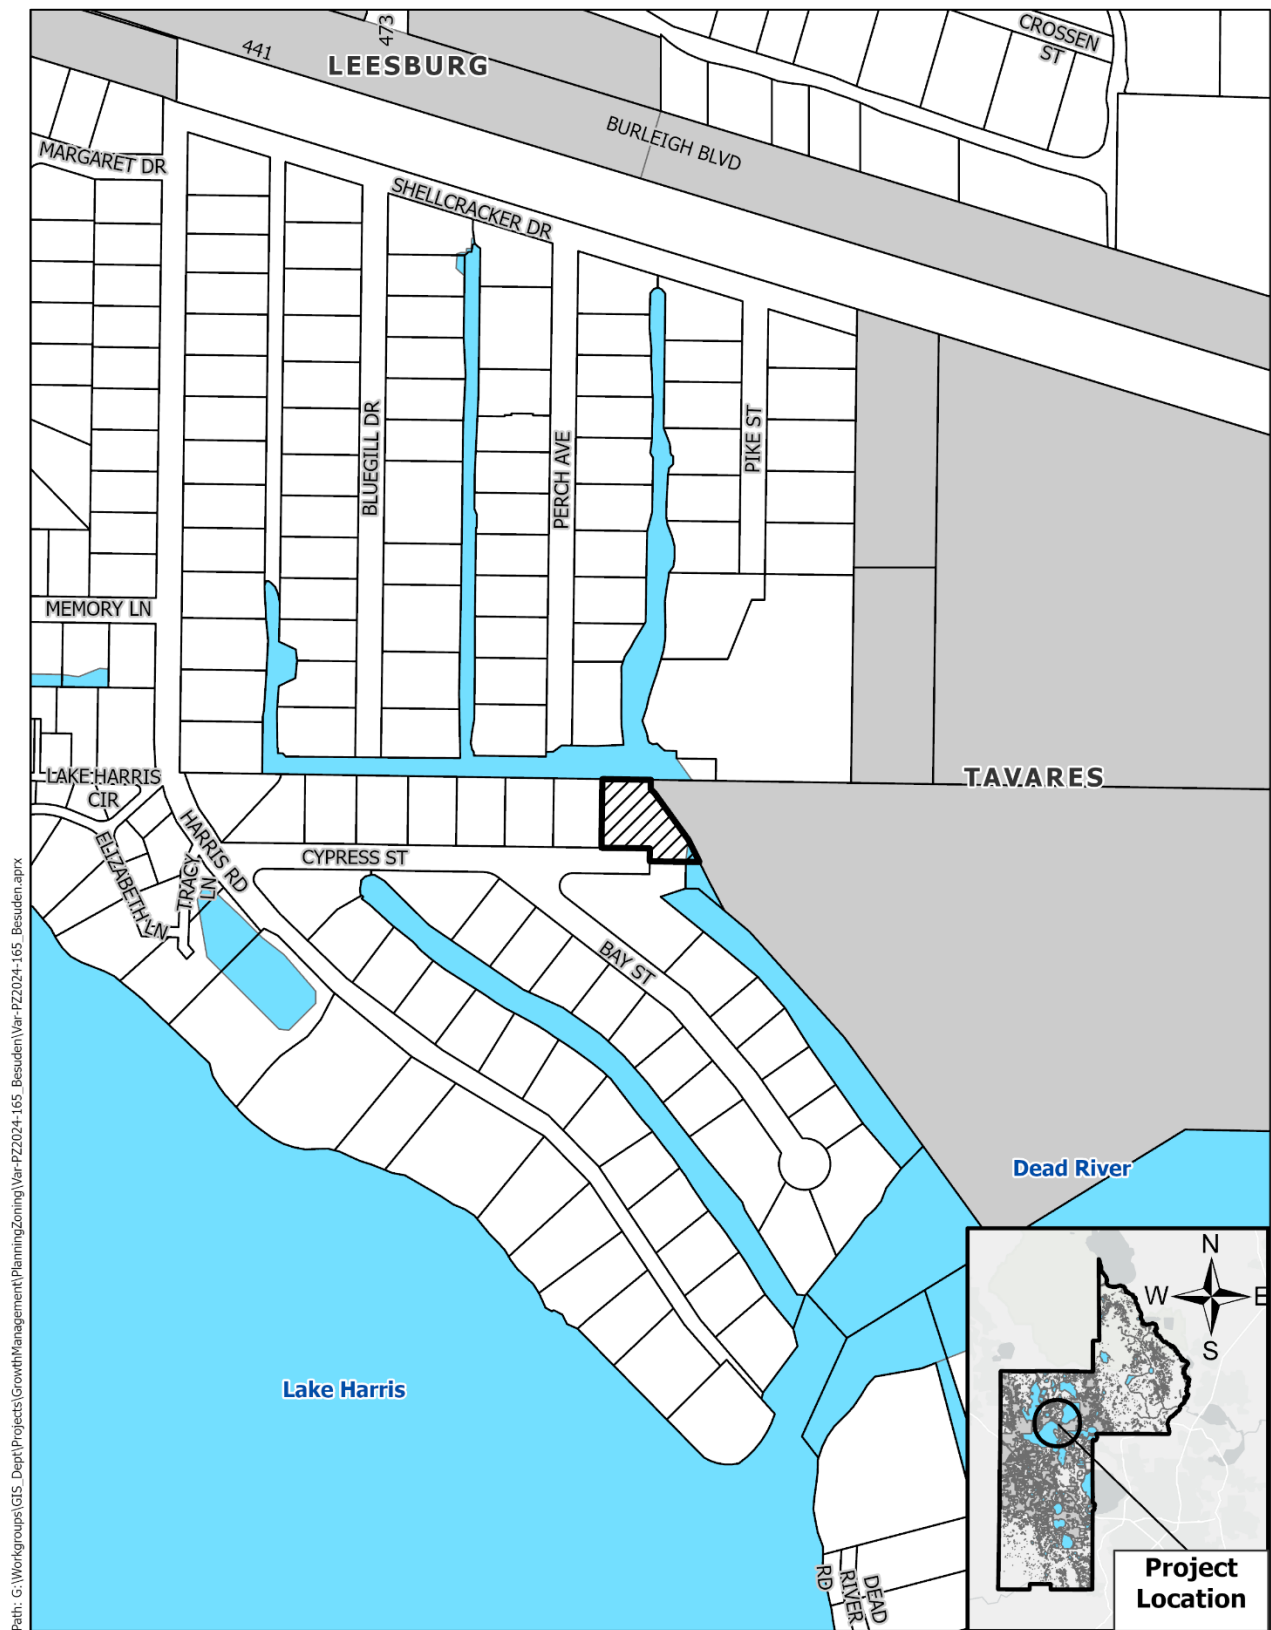 CROSSEN
ST
473
441
LEESBURG
BURLEIGH BLVD
MARGARET DR
SHELLCRACKER DR
BLUEGILL DR
PERCH AVE
PIKE ST
MEMORY LN
LAKE HARRIS
CIR
TAVARES
HARRIS RD
CYPRESS ST
ELIZABETH LN
TRACY
LN
BAY ST
Dead River
Lake Harris
N
W
E
S
Project
Location
DEAD
RIVER
RD
Path: G:\Workgroups\GIS_Dept\Projects\GrowthManagement\PlanningZoning\Var-PZ2024-165_Besuden\Var-PZ2024-165_Besuden.aprx